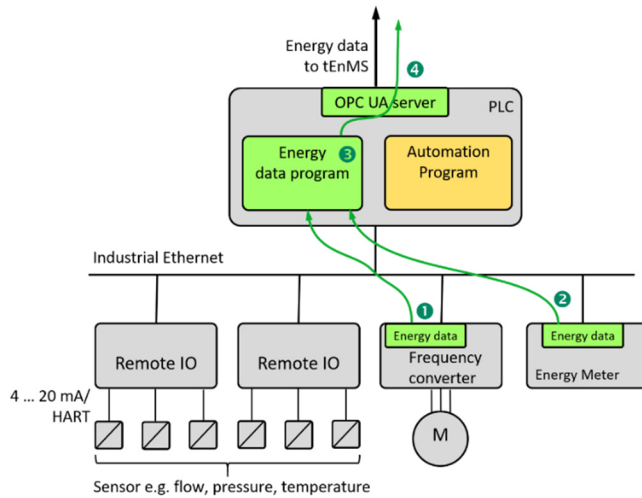 Energy data
to tEnMS
4
OPC UA server
PLC
Energy
data program
3
Automation
Program
Industrial Ethernet
1
2
Energy data
Energy data
Remote IO
Remote IO
Frequency
converter
Energy Meter
4 ... 20 mA/
HART
M
Sensor e.g. flow, pressure, temperature